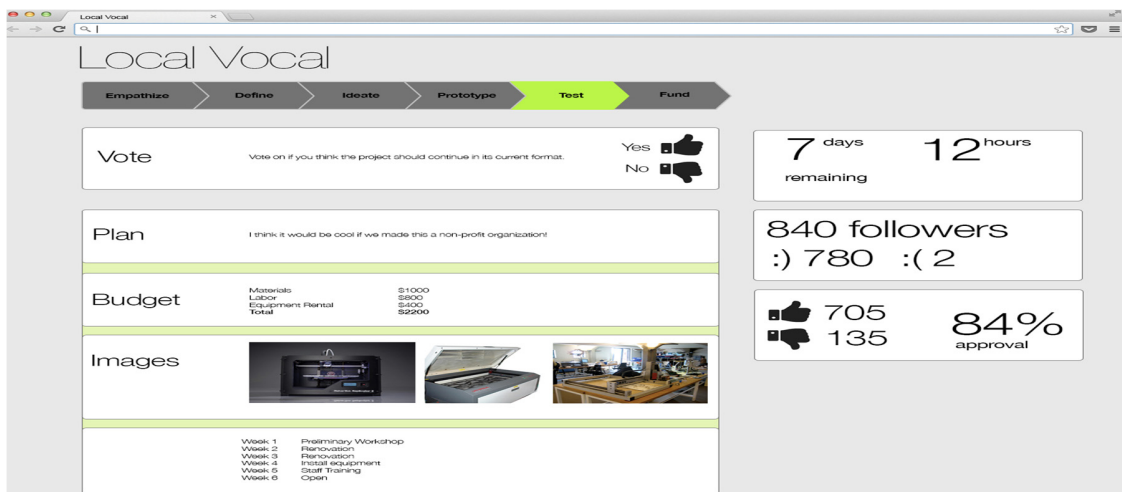 Local Vocal
Local Vocal
Empathize Define Ideate Prototype Test Fund
Vote
Vote on if you think the project should continue in its current format.
Yes
No
7 days 12 hours
remaining
Plan
I think it would be cool if we made this a non-profit organization!
840 followers
:) 780 :( 2
Budget
Materials $1000
Labor $800
Equipment Rental $400
Total $2200
705
135
84%
approval
Images
Week 1 Preliminary Workshop
Week 2 Renovation
Week 3 Renovation
Week 4 Install equipment
Week 5 Staff Training
Week 6 Open